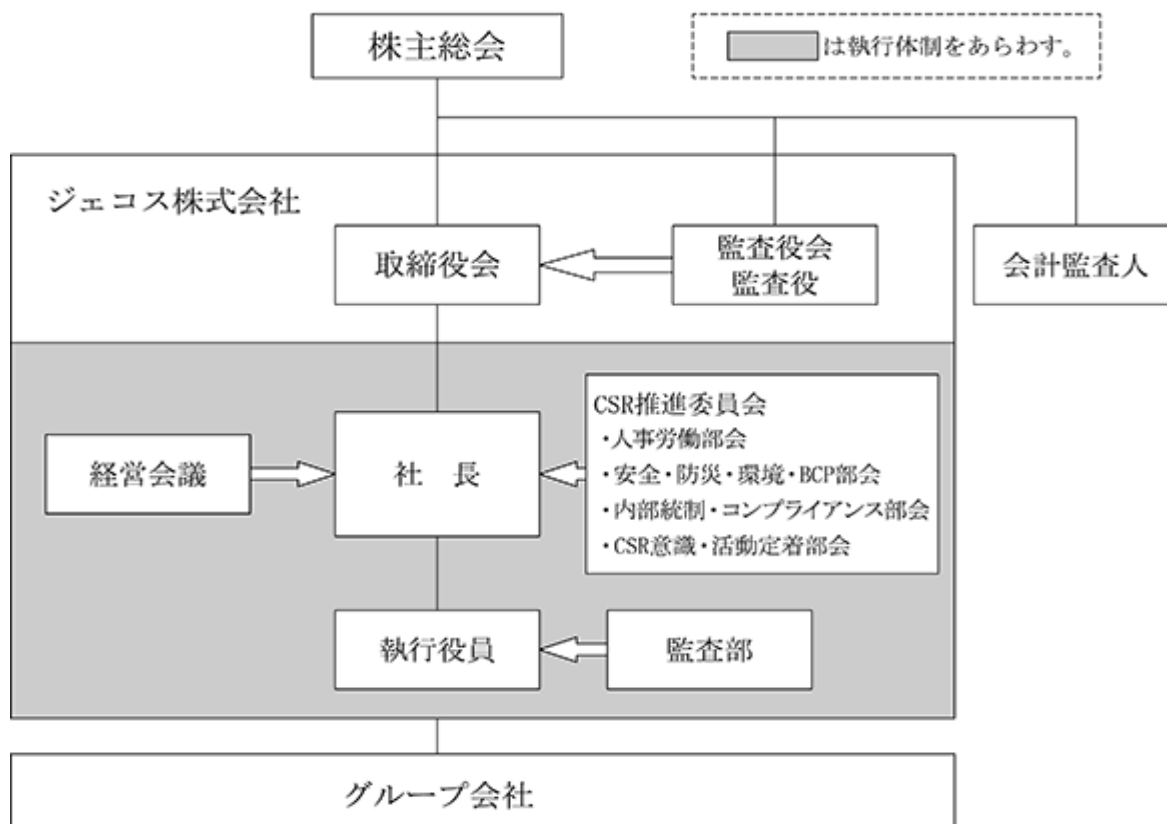 株主総会
は執行体制をあらわす。
ジェコス株式会社
取締役会
監査役会
監査役
会計監査人
経営会議
社　長
CSR推進委員会
・人事労働部会
・安全・防災・環境・BCP部会
・内部統制・コンプライアンス部会
・CSR意識・活動定着部会
執行役員
監査部
グループ会社